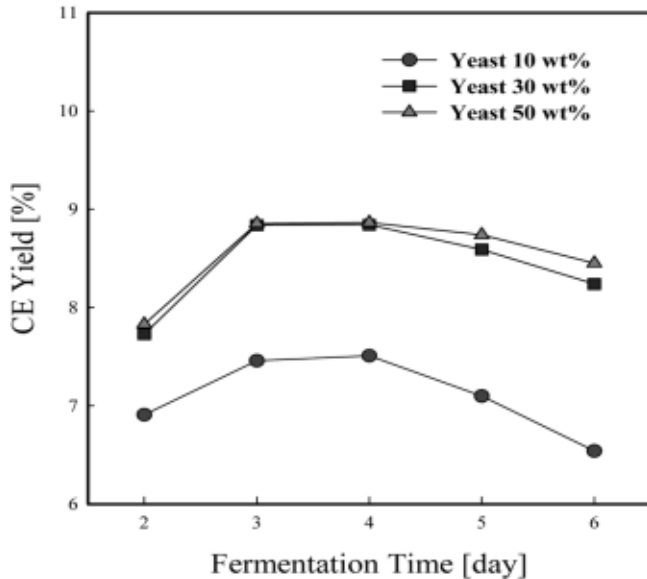 11
10
9
8
7
6
CE Yield [%]
Yeast 10 wt%
Yeast 30 wt%
Yeast 50 wt%
2 3 4 5 6
Fermentation Time [day]